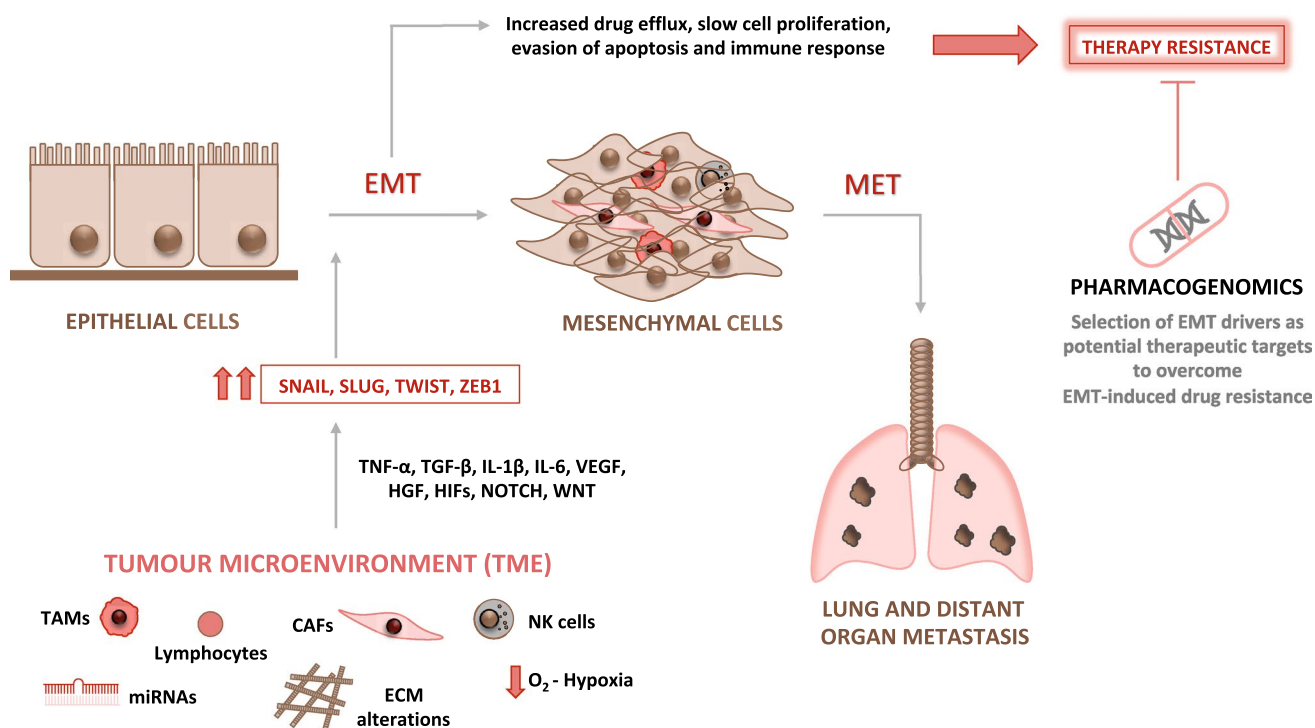 Increased drug efflux, slow cell proliferation,
evasion of apoptosis and immune response
THERAPY RESISTANCE
EMT
MET
EPITHELIAL CELLS
MESENCHYMAL CELLS
PHARMACOGENOMICS
Selection of EMT drivers as
potential therapeutic targets
to overcome
EMT-induced drug resistance
SNAIL, SLUG, TWIST, ZEB1
TNF-α, TGF-β, IL-1β, IL-6, VEGF,
HGF, HIFs, NOTCH, WNT
TUMOUR MICROENVIRONMENT (TME)
TAMs
Lymphocytes
CAFs
NK cells
miRNAs
ECM
alterations
O₂ - Hypoxia
LUNG AND DISTANT
ORGAN METASTASIS